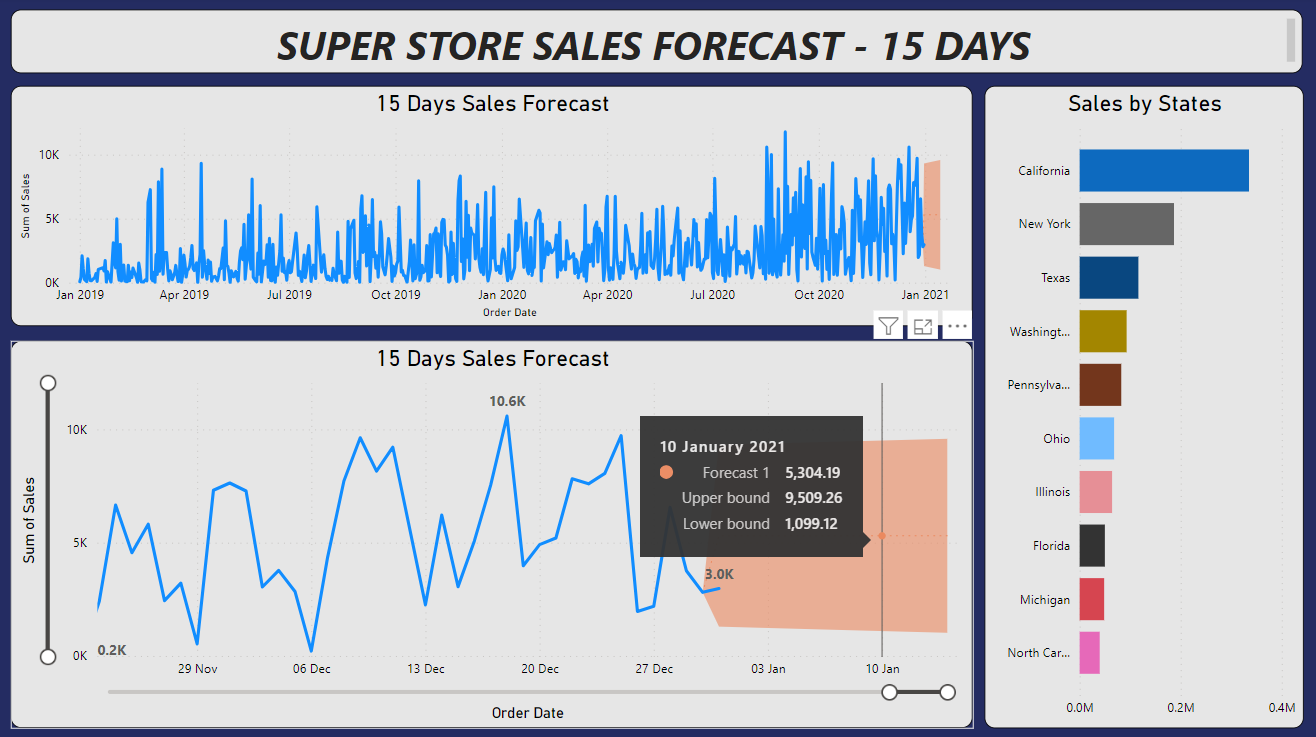 SUPER STORE SALES FORECAST - 15 DAYS
15 Days Sales Forecast
Sum of Sales
10K
5K
0K
Jan 2019 Apr 2019 Jul 2019 Oct 2019 Jan 2020 Apr 2020 Jul 2020 Oct 2020 Jan 2021
Order Date
15 Days Sales Forecast
Sum of Sales
10K
5K
0K
10.6K
0.2K
3.0K
10 January 2021
Forecast 1 5,304.19
Upper bound 9,509.26
Lower bound 1,099.12
29 Nov 06 Dec 13 Dec 20 Dec 27 Dec 03 Jan 10 Jan
Order Date
Sales by States
California
New York
Texas
Washingt...
Pennsylva...
Ohio
Illinois
Florida
Michigan
North Car...
0.0M 0.2M 0.4M